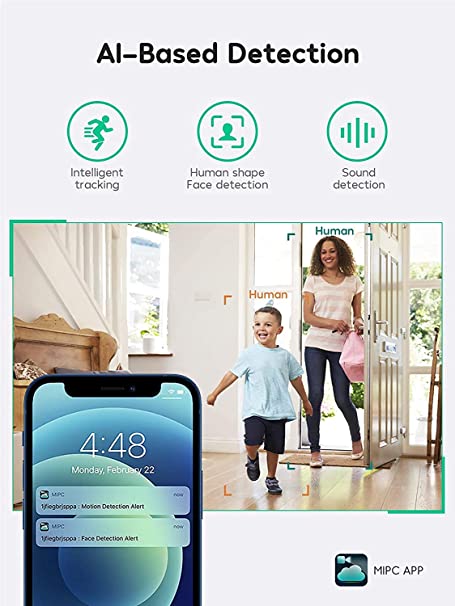 AI-Based Detection
Intelligent
tracking
Human shape
Face detection
Sound
detection
Human
Human
4:48
Monday, February 22
MIPC
now
1jfiegbrjsppa : Motion Detection Alert
MIPC
now
1jfiegbrjsppa : Face Detection Alert
MIPC APP